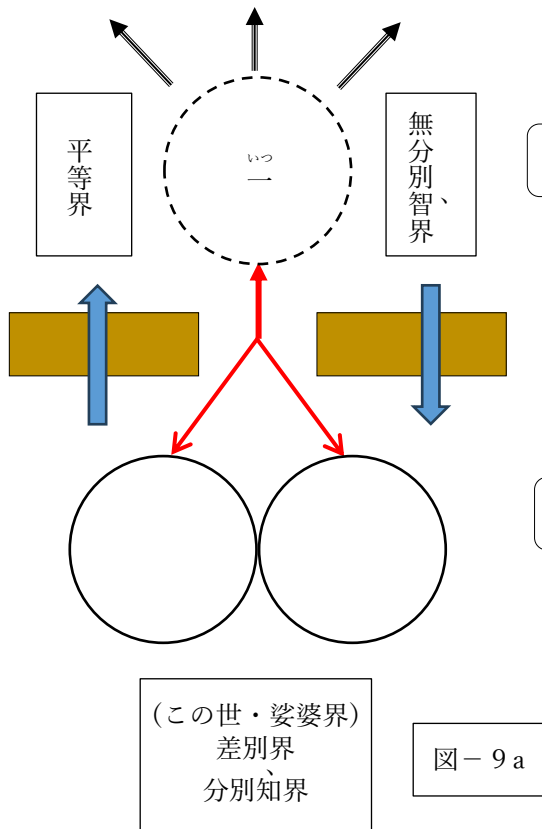 平等界
いつ
一
無分別智、界
(この世・娑婆界)
差別界
、
分別知界
図－９a